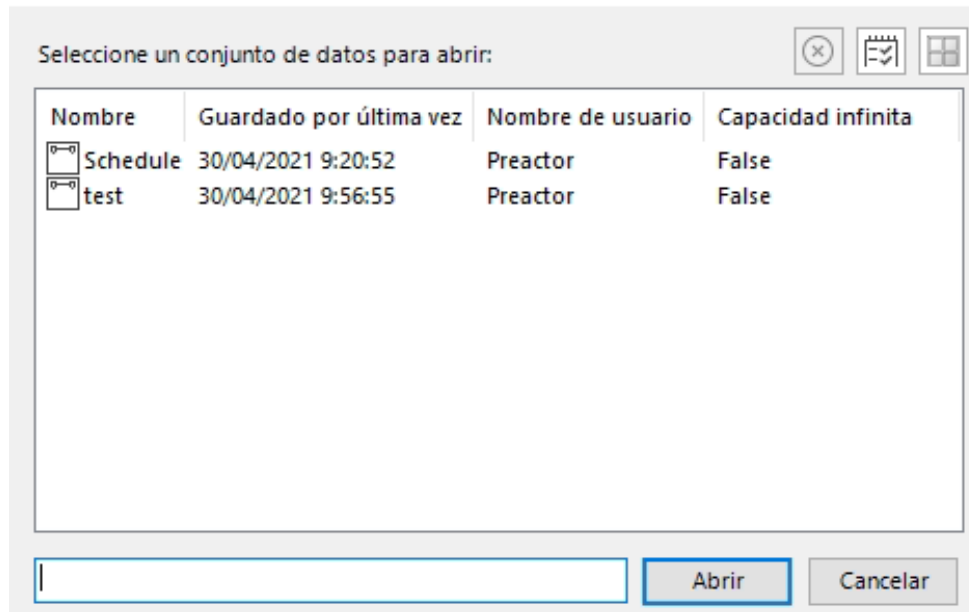 Seleccione un conjunto de datos para abrir:
Nombre Guardado por última vez Nombre de usuario Capacidad infinita
Schedule 30/04/2021 9:20:52 Preactor False
test 30/04/2021 9:56:55 Preactor False
Abrir Cancelar